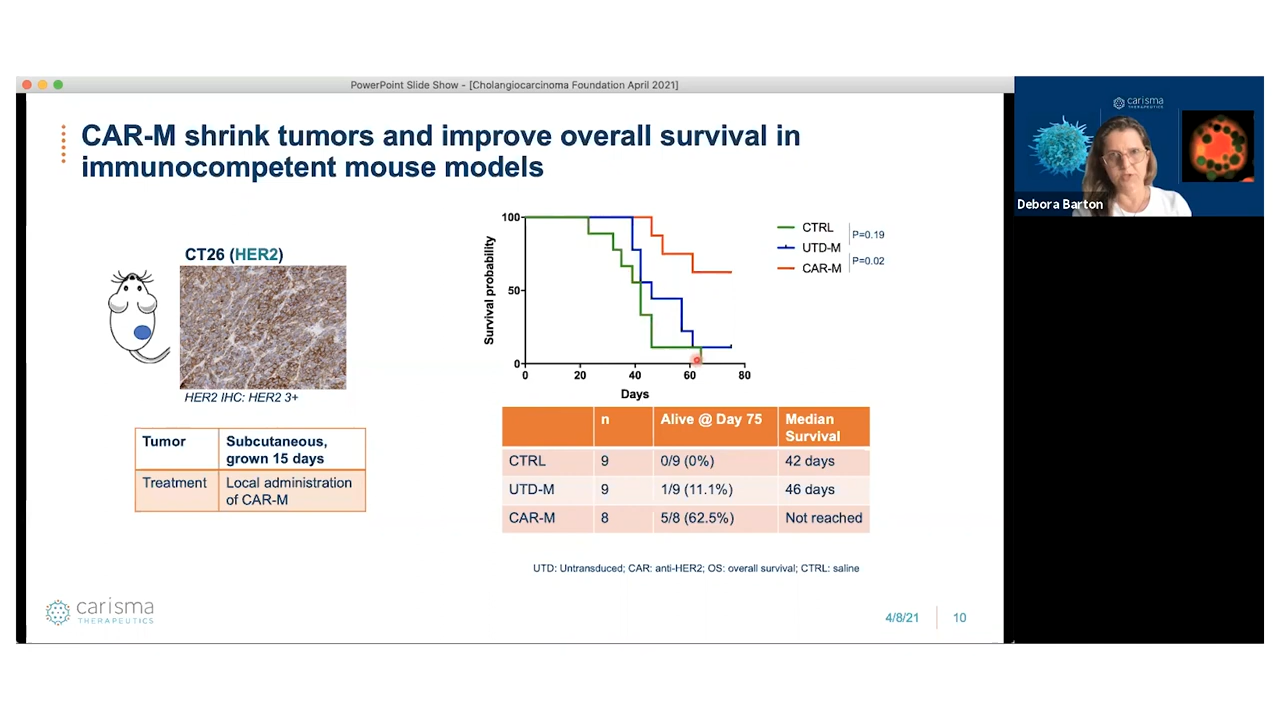 PowerPoint Slide Show - [Cholangiocarcinoma Foundation April 2021]
CAR-M shrink tumors and improve overall survival in
immunocompetent mouse models
CT26 (HER2)
HER2 IHC: HER2 3+
Tumor
Subcutaneous,
grown 15 days
Treatment
Local administration
of CAR-M
Survival probability
100
50
0
0 20 40 60 80
Days
CTRL
UTD-M
CAR-M
P=0.19
P=0.02
n Alive @ Day 75 Median
Survival
CTRL 9 0/9 (0%) 42 days
UTD-M 9 1/9 (11.1%) 46 days
CAR-M 8 5/8 (62.5%) Not reached
UTD: Untransduced; CAR: anti-HER2; OS: overall survival; CTRL: saline
carisma
THERAPEUTICS
4/8/21 10
carisma
THERAPEUTICS
Debora Barton